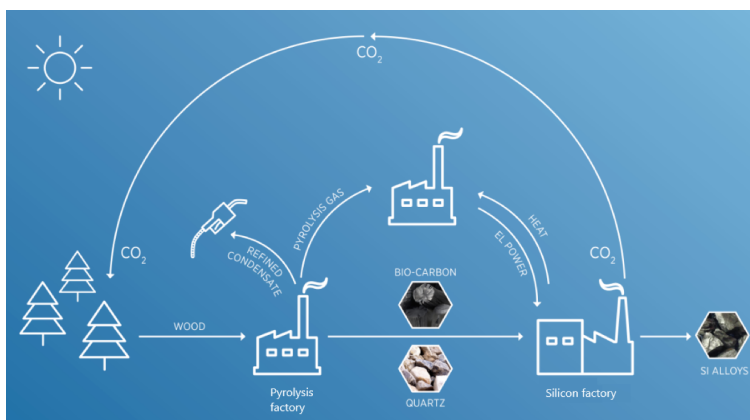 CO2
CO2
PYROLYSIS GAS
HEAT
EL POWER
REFINED
CONDENSATE
CO2
BIO-CARBON
WOOD
QUARTZ
SI ALLOYS
Pyrolysis
factory
Silicon factory